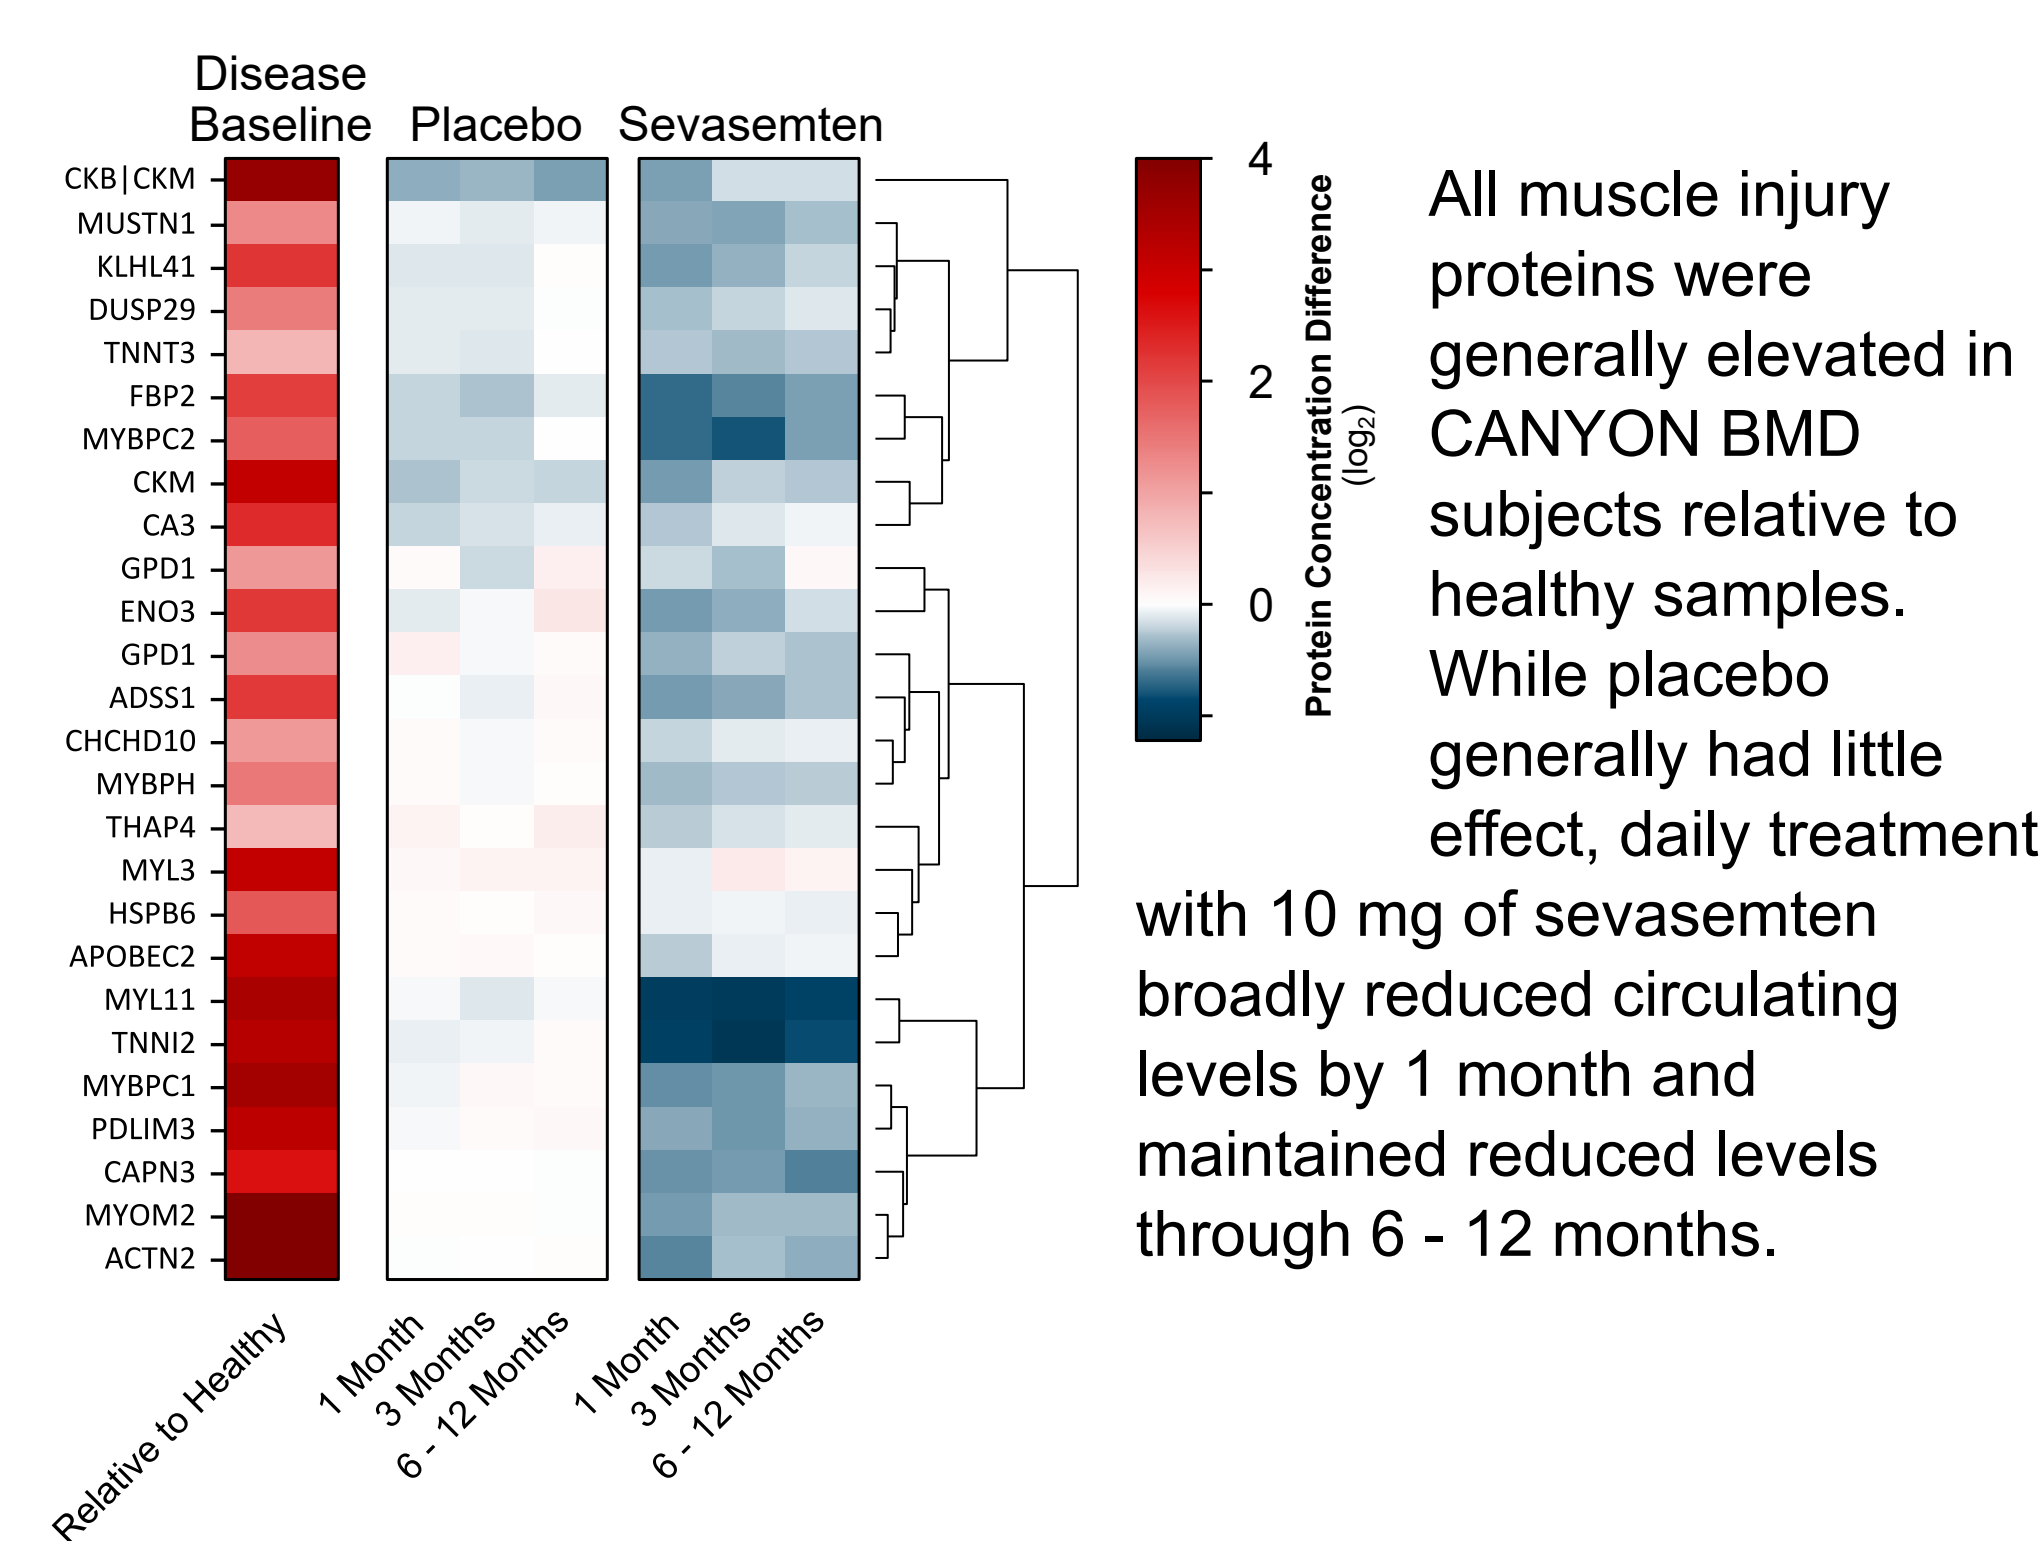 Disease
Baseline
Placebo
Sevasemten
CKB|CKM
MUSTN1
KLHL41
DUSP29
TNNT3
FBP2
MYBPC2
CKM
CA3
GPD1
ENO3
GPD1
ADSS1
CHCHD10
MYBPH
THAP4
MYL3
HSPB6
APOBEC2
MYL11
TNNI2
MYBPC1
PDLIM3
CAPN3
MYOM2
ACTN2
Relative to Healthy
1 Month
3 Months
6 - 12 Months
1 Month
3 Months
6 - 12 Months
4
2
0
Protein Concentration Difference
(log₂)
All muscle injury
proteins were
generally elevated in
CANYON BMD
subjects relative to
healthy samples.
While placebo
generally had little
effect, daily treatment
with 10 mg of sevasemten
broadly reduced circulating
levels by 1 month and
maintained reduced levels
through 6 - 12 months.